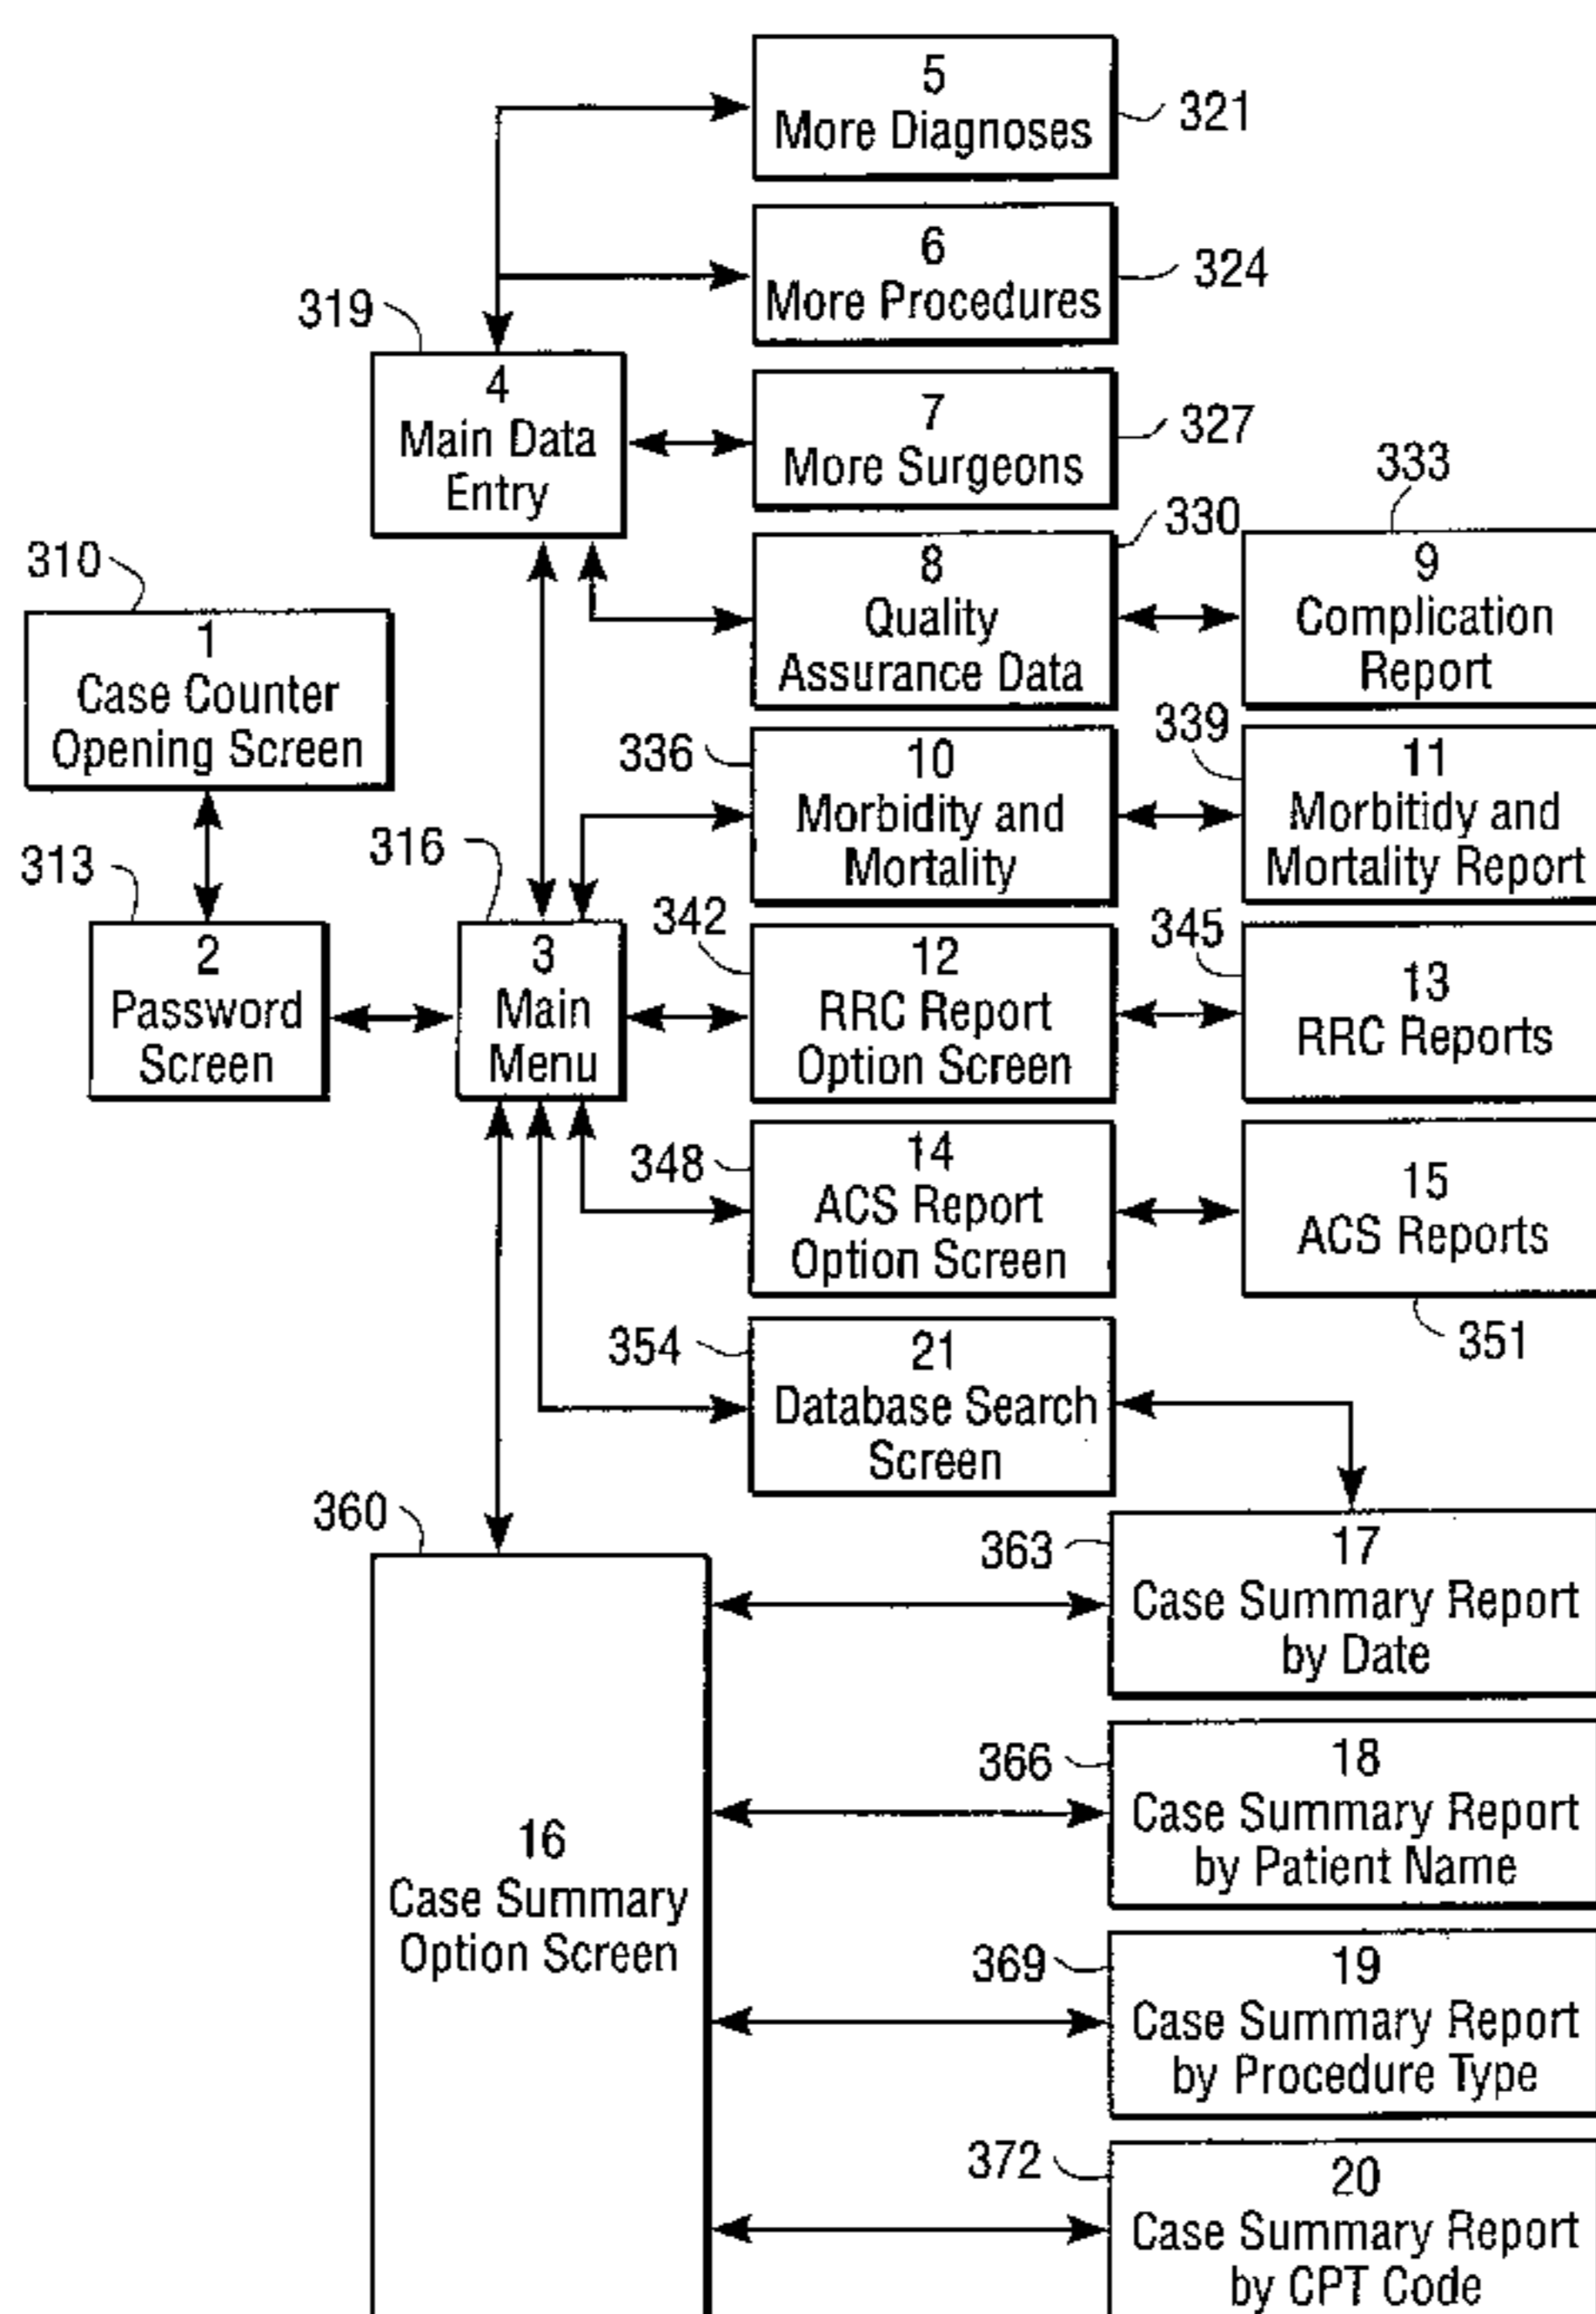 5
More Diagnoses
321
6
More Procedures
324
319
4
Main Data
Entry
7
More Surgeons
327
333
330
8
Quality
Assurance Data
9
Complication
Report
310
1
Case Counter
Opening Screen
336
10
Morbidity and
Mortality
339
11
Morbitidy and
Mortality Report
313
2
Password
Screen
316
3
Main
Menu
342
12
RRC Report
Option Screen
345
13
RRC Reports
348
14
ACS Report
Option Screen
15
ACS Reports
351
354
21
Database Search
Screen
360
16
Case Summary
Option Screen
363
17
Case Summary Report
by Date
366
18
Case Summary Report
by Patient Name
369
19
Case Summary Report
by Procedure Type
372
20
Case Summary Report
by CPT Code